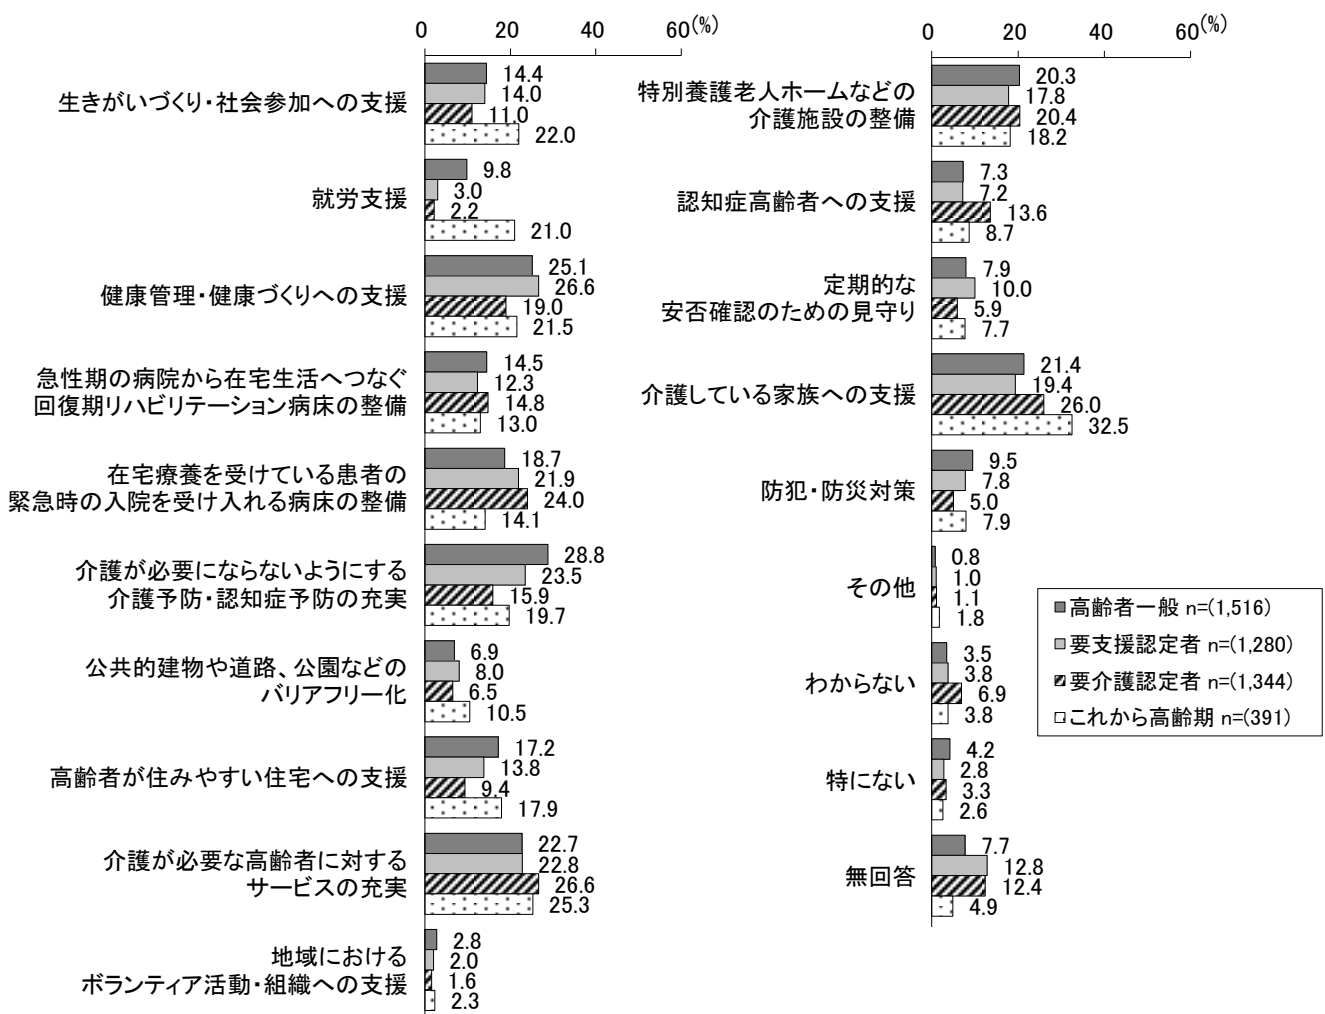 0 20 40 60(%)
生きがいづくり・社会参加への支援
14.4
14.0
11.0
22.0
就労支援
9.8
3.0
2.2
21.0
健康管理・健康づくりへの支援
25.1
26.6
19.0
21.5
急性期の病院から在宅生活へつなぐ
回復期リハビリテーション病床の整備
14.5
12.3
14.8
13.0
在宅療養を受けている患者の
緊急時の入院を受け入れる病床の整備
18.7
21.9
24.0
14.1
介護が必要にならないようにする
介護予防・認知症予防の充実
28.8
23.5
15.9
19.7
公共的建物や道路、公園などの
バリアフリー化
6.9
8.0
6.5
10.5
高齢者が住みやすい住宅への支援
17.2
13.8
9.4
17.9
介護が必要な高齢者に対する
サービスの充実
22.7
22.8
26.6
25.3
地域における
ボランティア活動・組織への支援
2.8
2.0
1.6
2.3
0 20 40 60(%)
特別養護老人ホームなどの
介護施設の整備
20.3
17.8
20.4
18.2
認知症高齢者への支援
7.3
7.2
13.6
8.7
定期的な
安否確認のための見守り
7.9
10.0
5.9
7.7
介護している家族への支援
21.4
19.4
26.0
32.5
防犯・防災対策
9.5
7.8
5.0
7.9
その他
0.8
1.0
1.1
1.8
わからない
3.5
3.8
6.9
3.8
特にない
4.2
2.8
3.3
2.6
無回答
7.7
12.8
12.4
4.9
高齢者一般 n=(1,516)
要支援認定者 n=(1,280)
要介護認定者 n=(1,344)
これから高齢期 n=(391)